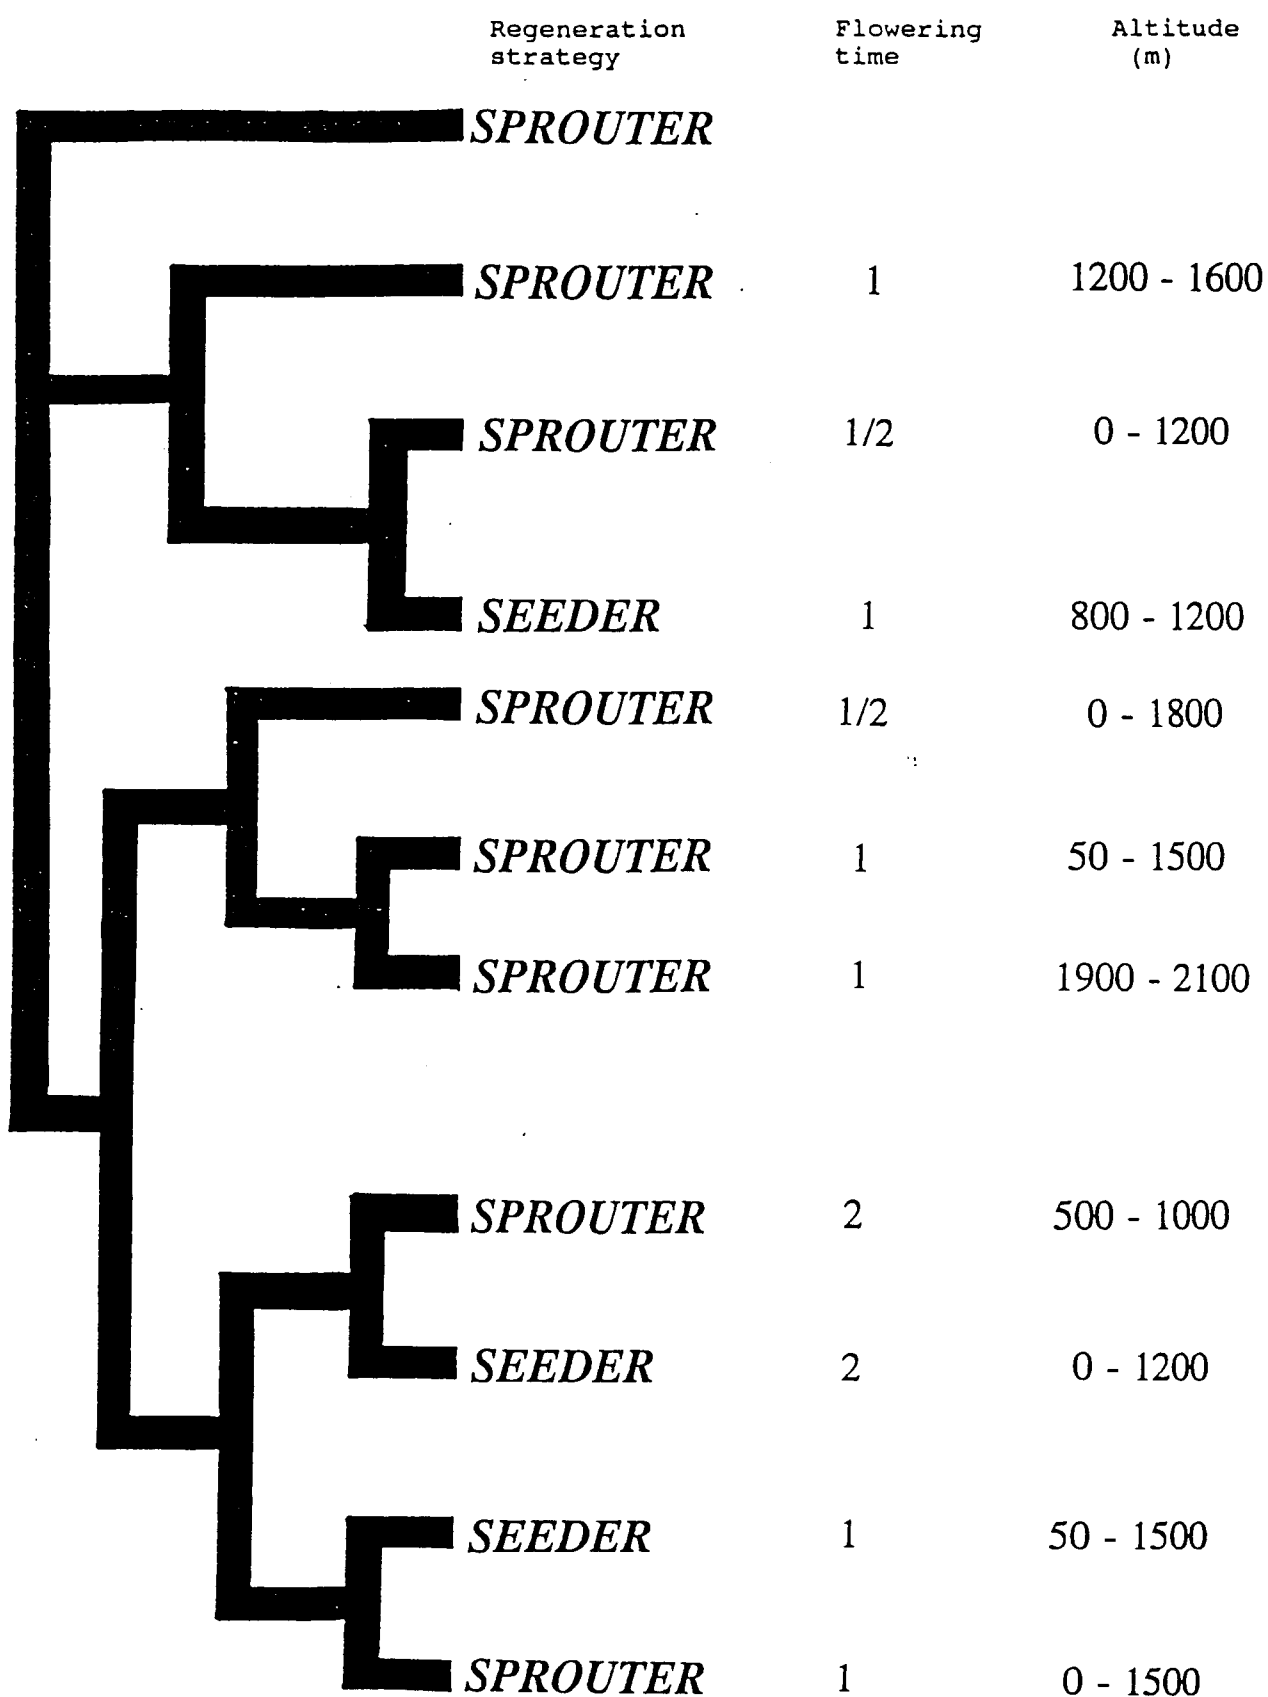 Regeneration strategy Flowering time Altitude (m)
SPROUTER
SPROUTER 1 1200 - 1600
SPROUTER 1/2 0 - 1200
SEEDER 1 800 - 1200
SPROUTER 1/2 0 - 1800
SPROUTER 1 50 - 1500
SPROUTER 1 1900 - 2100
SPROUTER 2 500 - 1000
SEEDER 2 0 - 1200
SEEDER 1 50 - 1500
SPROUTER 1 0 - 1500